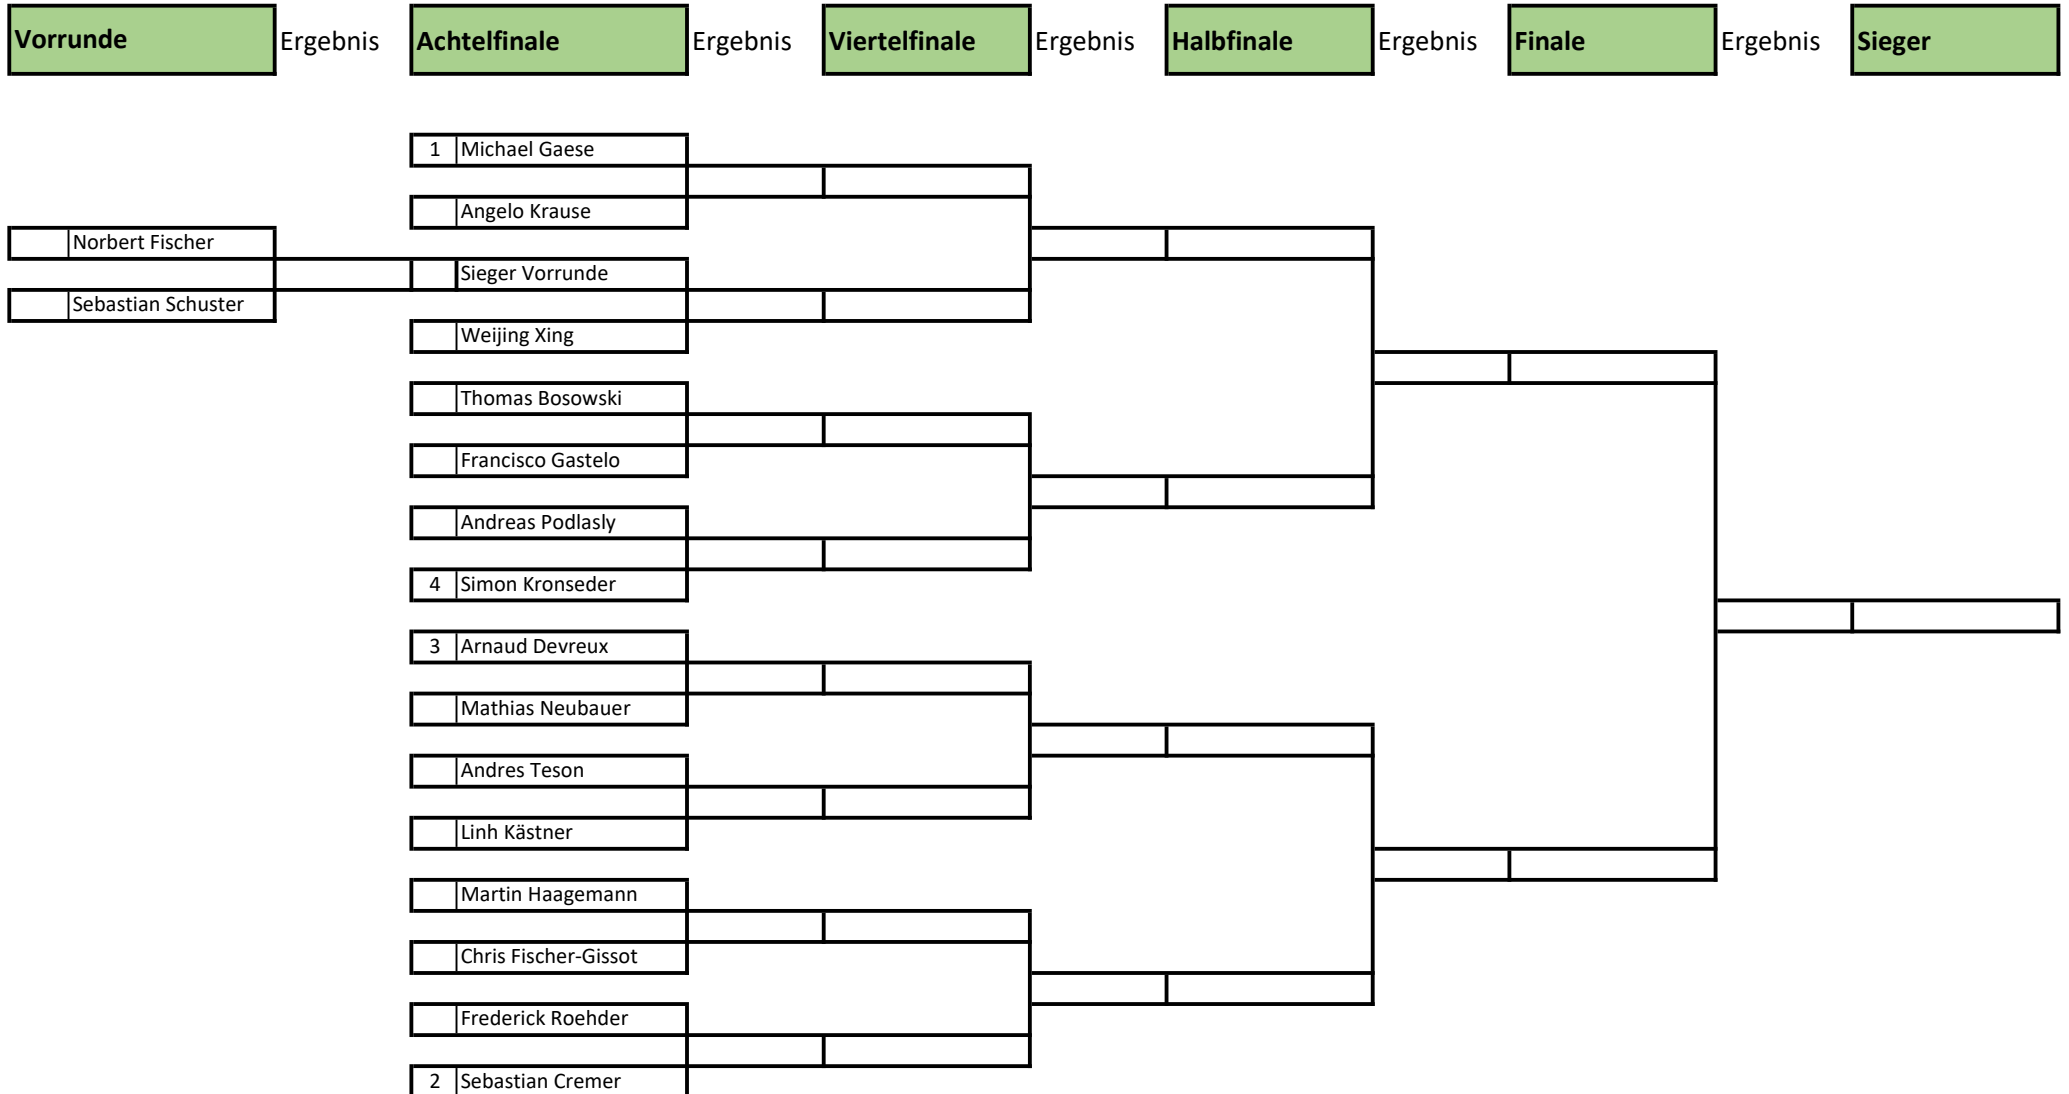 Vorrunde Ergebnis Achtelfinale Ergebnis Viertelfinale Ergebnis Halbfinale Ergebnis Finale Ergebnis Sieger
1 Michael Gaese
Angelo Krause
Norbert Fischer
Sieger Vorrunde
Sebastian Schuster
Weijing Xing
Thomas Bosowski
Francisco Gastelo
Andreas Podlasly
4 Simon Kronseder
3 Arnaud Devreux
Mathias Neubauer
Andres Teson
Linh Kästner
Martin Haagemann
Chris Fischer-Gissot
Frederick Roehder
2 Sebastian Cremer